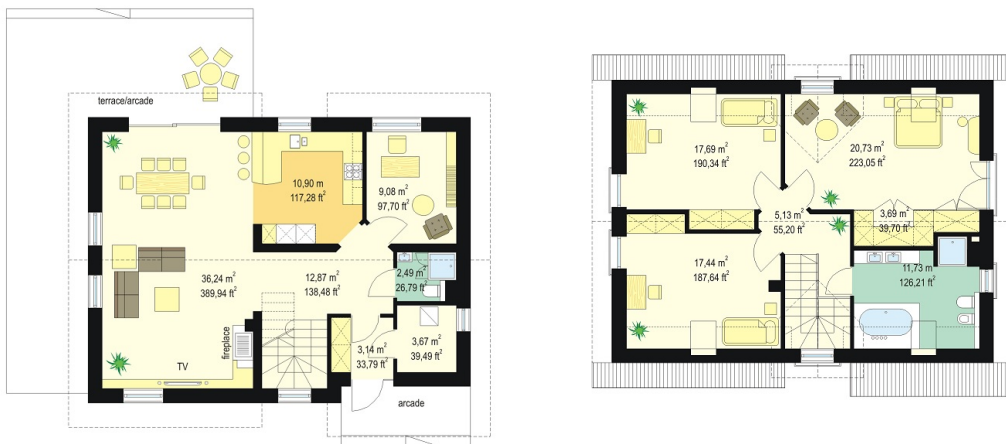 terrace/arcade
10,90 m
117,28 ft²
9,08 m²
97,70 ft²
36,24 m²
389,94 ft²
12,87 m²
138,48 ft²
2,49 m²
26,79 ft²
fireplace
TV
3,14 m²
33,79 ft²
3,67 m²
39,49 ft²
arcade
17,69 m²
190,34 ft²
20,73 m²
223,05 ft²
5,13 m²
55,20 ft²
3,69 m²
39,70 ft²
17,44 m²
187,64 ft²
11,73 m
126,21 ft²